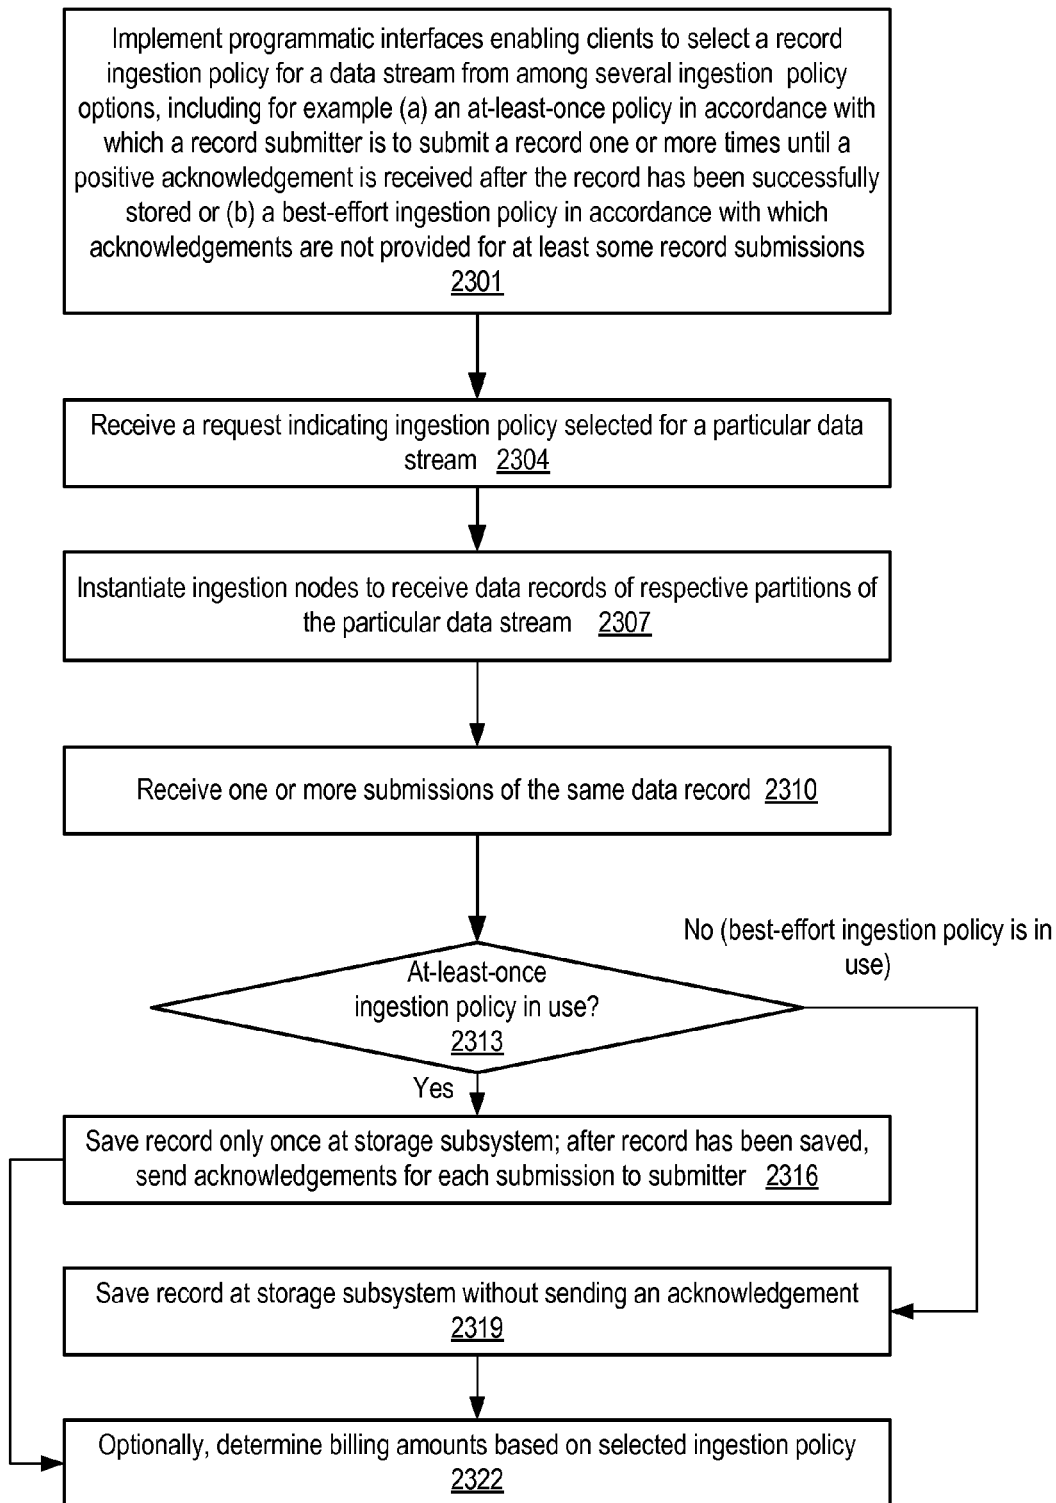 Implement programmatic interfaces enabling clients to select a record
ingestion policy for a data stream from among several ingestion policy
options, including for example (a) an at-least-once policy in accordance with
which a record submitter is to submit a record one or more times until a
positive acknowledgement is received after the record has been successfully
stored or (b) a best-effort ingestion policy in accordance with which
acknowledgements are not provided for at least some record submissions
2301
Receive a request indicating ingestion policy selected for a particular data
stream 2304
Instantiate ingestion nodes to receive data records of respective partitions of
the particular data stream 2307
Receive one or more submissions of the same data record 2310
No (best-effort ingestion policy is in
use)
At-least-once
ingestion policy in use?
2313
Yes
Save record only once at storage subsystem; after record has been saved,
send acknowledgements for each submission to submitter 2316
Save record at storage subsystem without sending an acknowledgement
2319
Optionally, determine billing amounts based on selected ingestion policy
2322